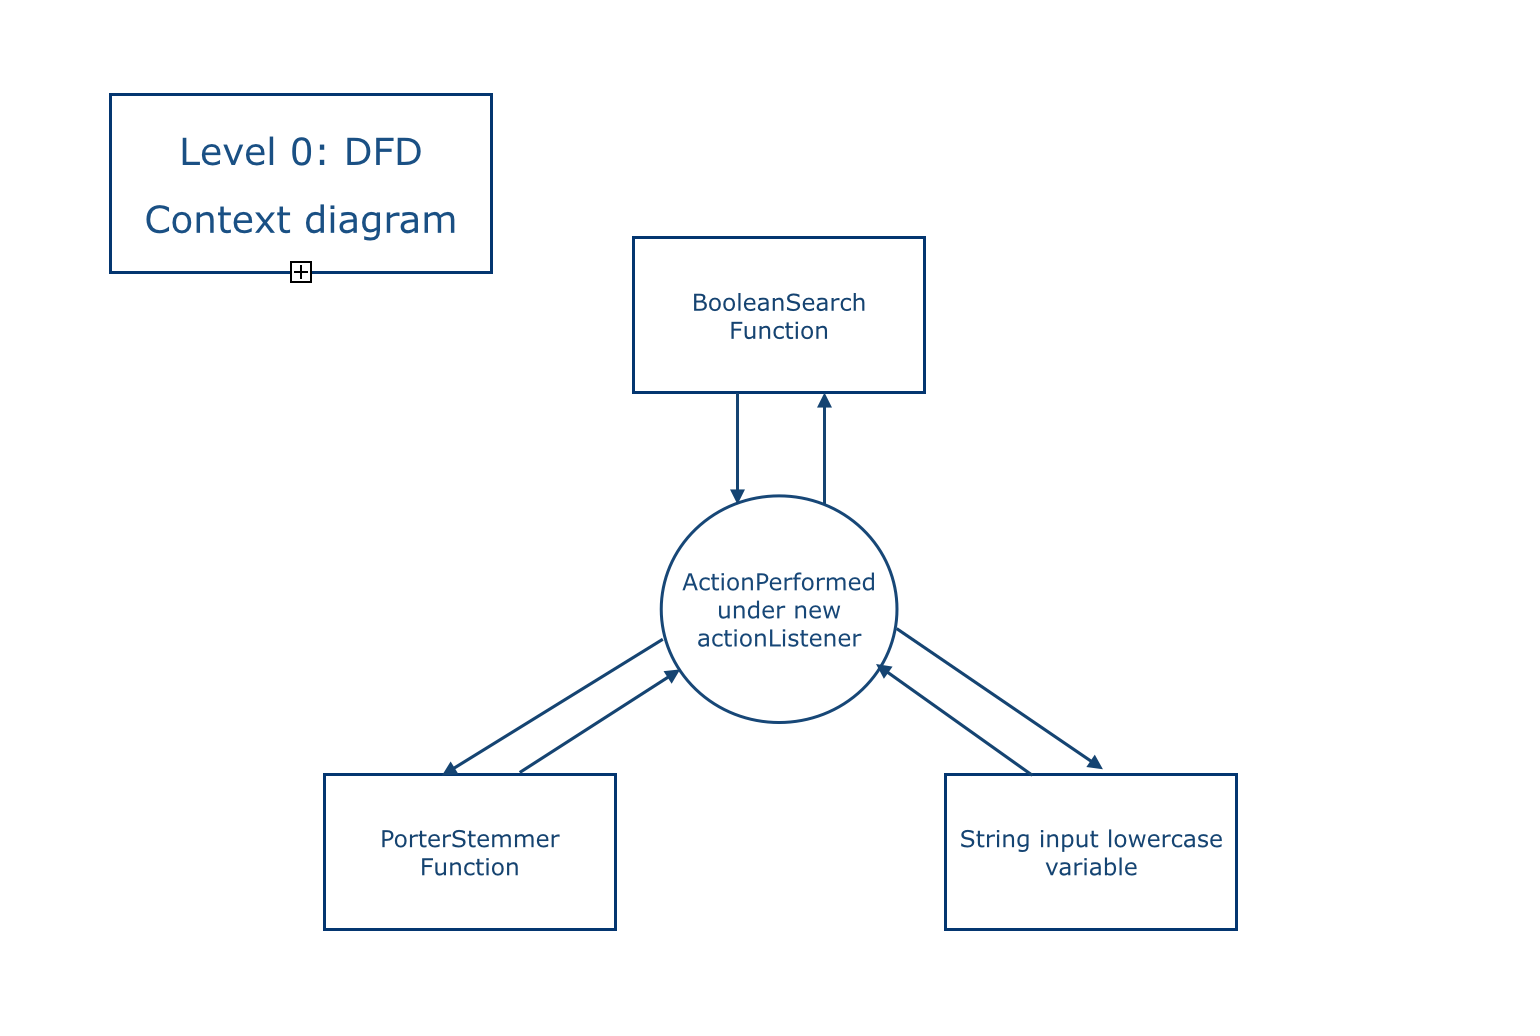 Level 0: DFD
Context diagram
BooleanSearch
Function
ActionPerformed
under new
actionListener
PorterStemmer
Function
String input lowercase
variable